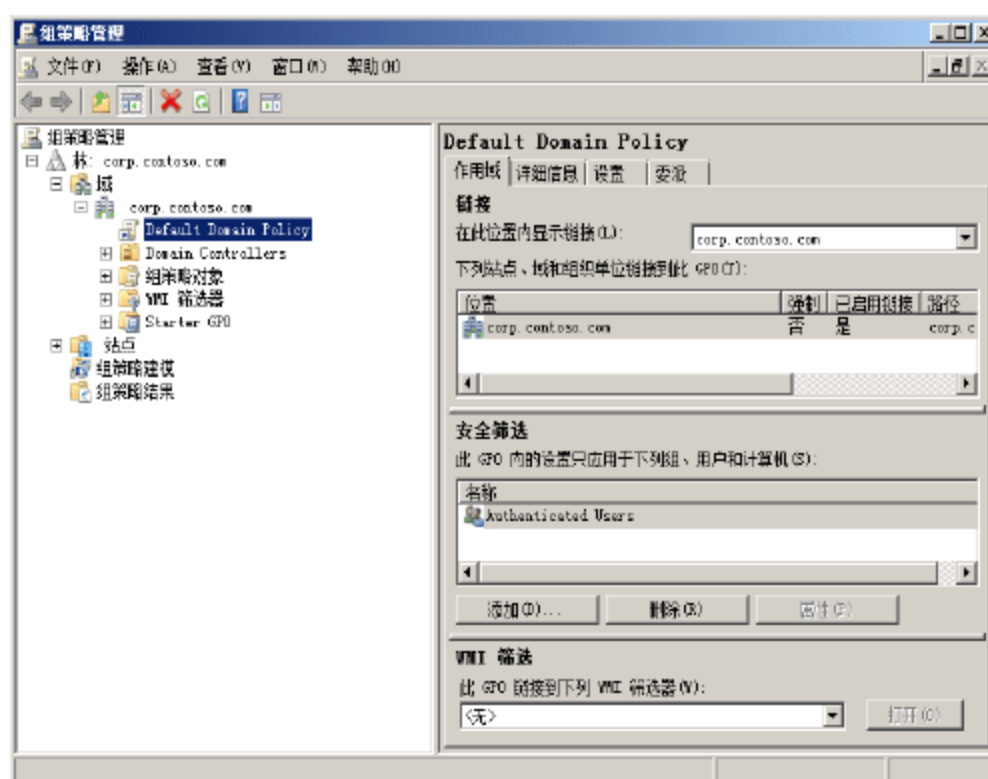 组策略管理
文件(F) 操作(A) 查看(V) 窗口(W) 帮助(H)
组策略管理
林: corp.contoso.com
域
corp.contoso.com
Default Domain Policy
Domain Controllers
组策略对象
WMI 筛选器
Starter GPO
站点
组策略建模
组策略结果
Default Domain Policy
作用域 详细信息 设置 委派
链接
在此位置内显示链接(L): corp.contoso.com
下列站点、域和组织单位链接到此 GPO(T):
位置 强制 已启用链接 路径
corp.contoso.com 否 是 corp.c
安全筛选
此 GPO 内的设置只应用于下列组、用户和计算机(S):
名称
Authenticated Users
添加(D)... 删除(R) 属性(P)
WMI 筛选
此 GPO 链接到下列 WMI 筛选器(W):
<无> 打开(O)